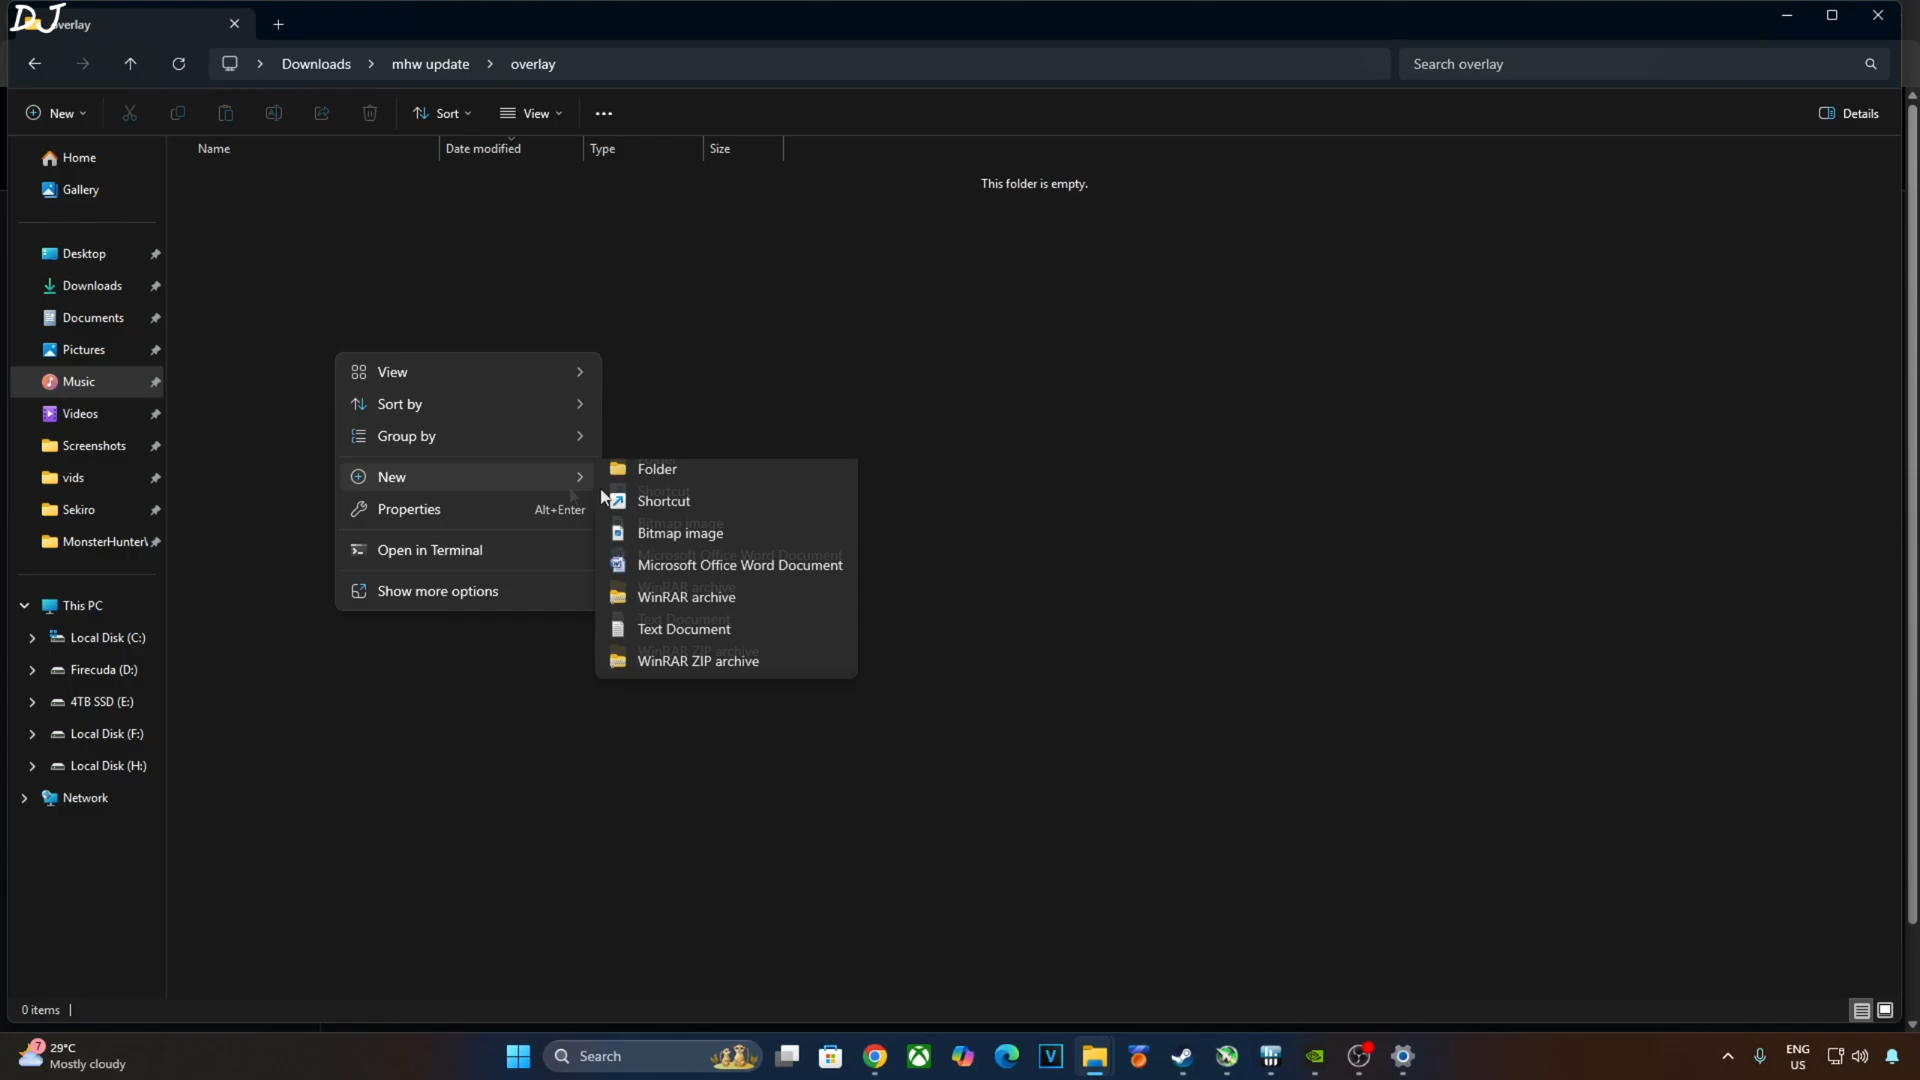 DJ
overlay
Downloads
mhw update
overlay
Search overlay
New
Sort
View
Details
Name
Date modified
Type
Size
This folder is empty.
Home
Gallery
Desktop
Downloads
Documents
Pictures
Music
Videos
Screenshots
vids
Sekiro
MonsterHunterW
This PC
Local Disk (C:)
Firecuda (D:)
4TB SSD (E:)
Local Disk (F:)
Local Disk (H:)
Network
View
Sort by
Group by
New
Properties Alt+Enter
Open in Terminal
Show more options
Folder
Shortcut
Bitmap image
Microsoft Office Word Document
WinRAR archive
Text Document
WinRAR ZIP archive
0 items
7
29°C
Mostly cloudy
Search
V
ENG
US